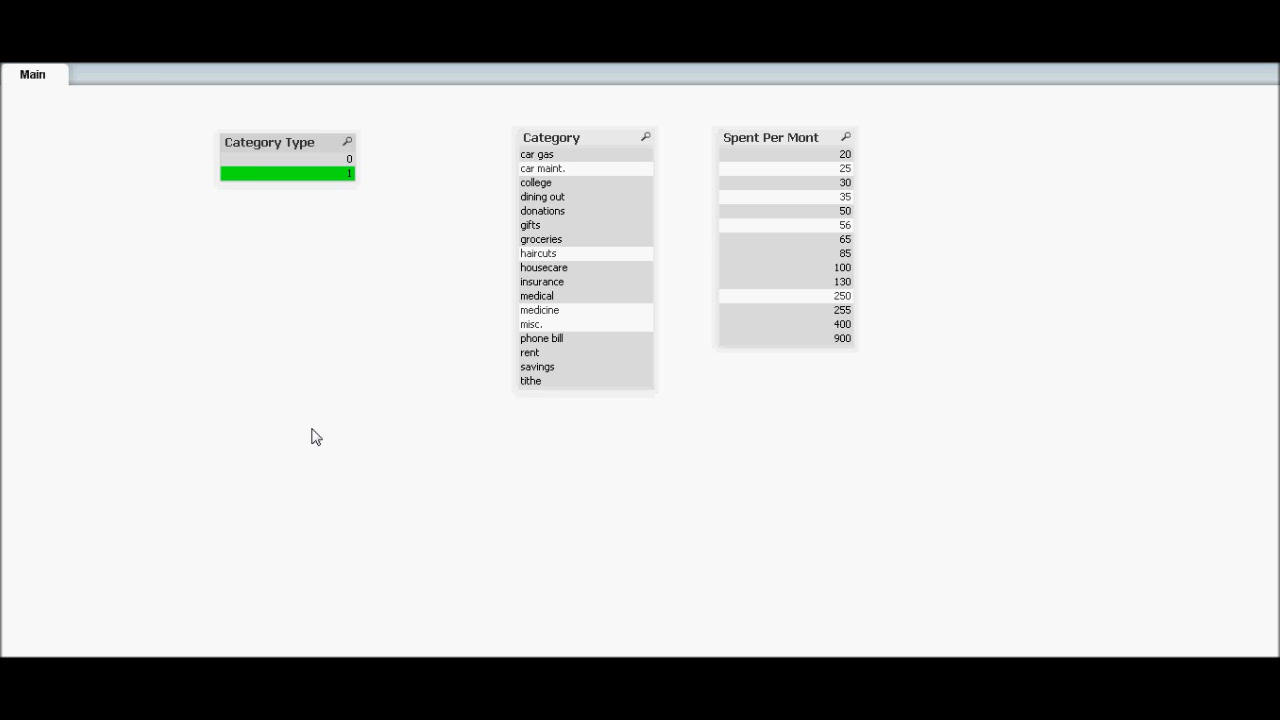 Main
Category Type
0
1
Category
car gas
car maint.
college
dining out
donations
gifts
groceries
haircuts
housecare
insurance
medical
medicine
misc.
phone bill
rent
savings
tithe
Spent Per Mont
20
25
30
35
50
56
65
85
100
130
250
255
400
900